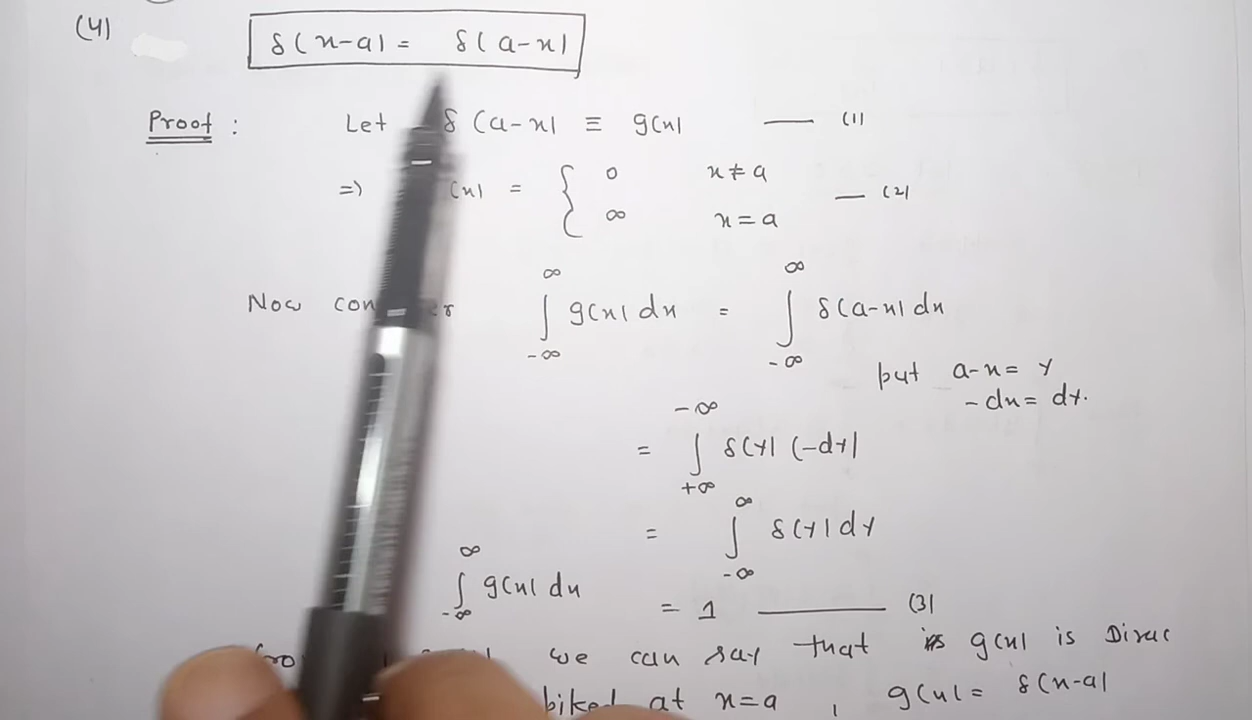 (4) δ(x-a) = δ(a-x)
Proof : Let δ(a-x) ≡ g(x) —— (1)
=> (x) = { 0 x≠a
∞ x=a — (2)
Now ∫_{-∞}^{∞} g(x) dx = ∫_{-∞}^{∞} δ(a-x) dx
put a-x = y
-dx = dy.
= ∫_{+∞}^{-∞} δ(y) (-dy)
= ∫_{-∞}^{∞} δ(y) dy
∫_{-∞}^{∞} g(x) dx = 1 —— (3)
we can say that g(x) is Dirac
at x=a , g(x) = δ(x-a)